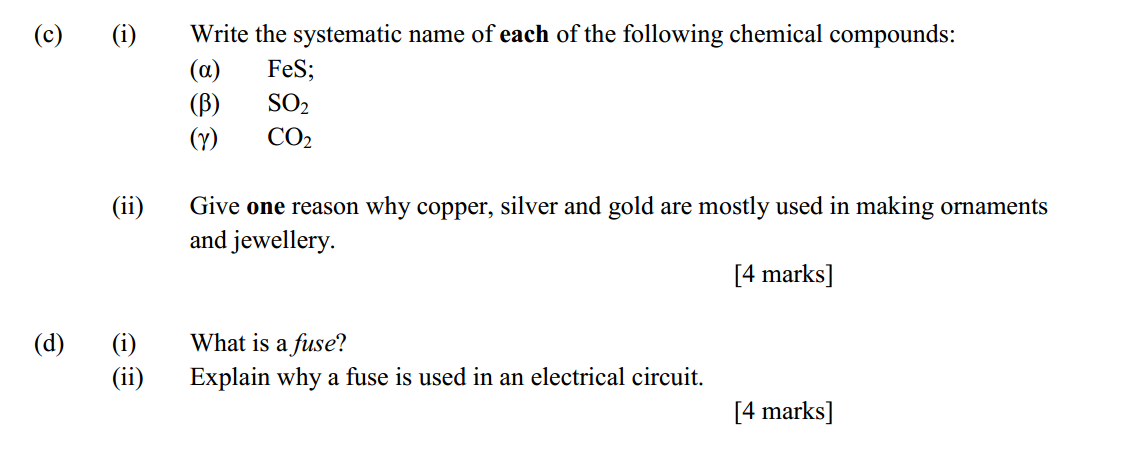 (c) (i) Write the systematic name of each of the following chemical compounds:
(α) FeS;
(β) SO₂
(γ) CO₂
(ii) Give one reason why copper, silver and gold are mostly used in making ornaments
and jewellery.
[4 marks]
(d) (i) What is a fuse?
(ii) Explain why a fuse is used in an electrical circuit.
[4 marks]